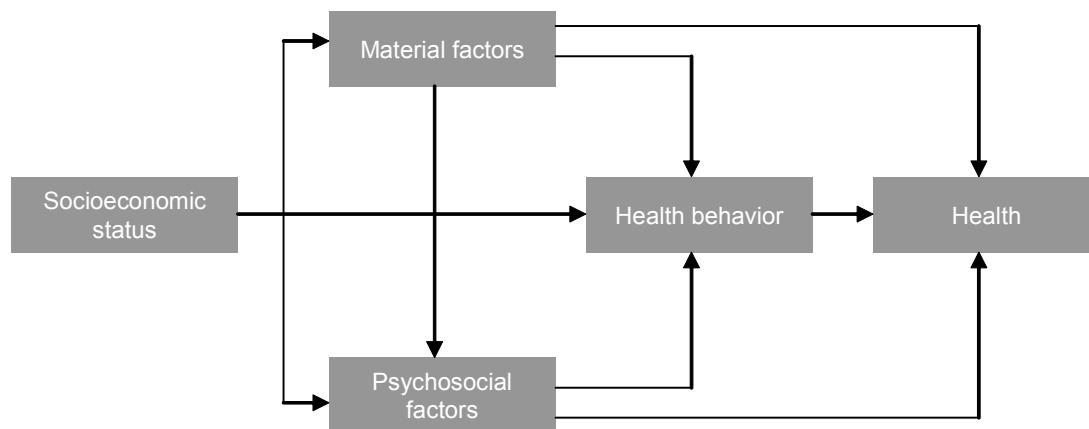 Material factors
Socioeconomic
status
Health behavior
Health
Psychosocial
factors